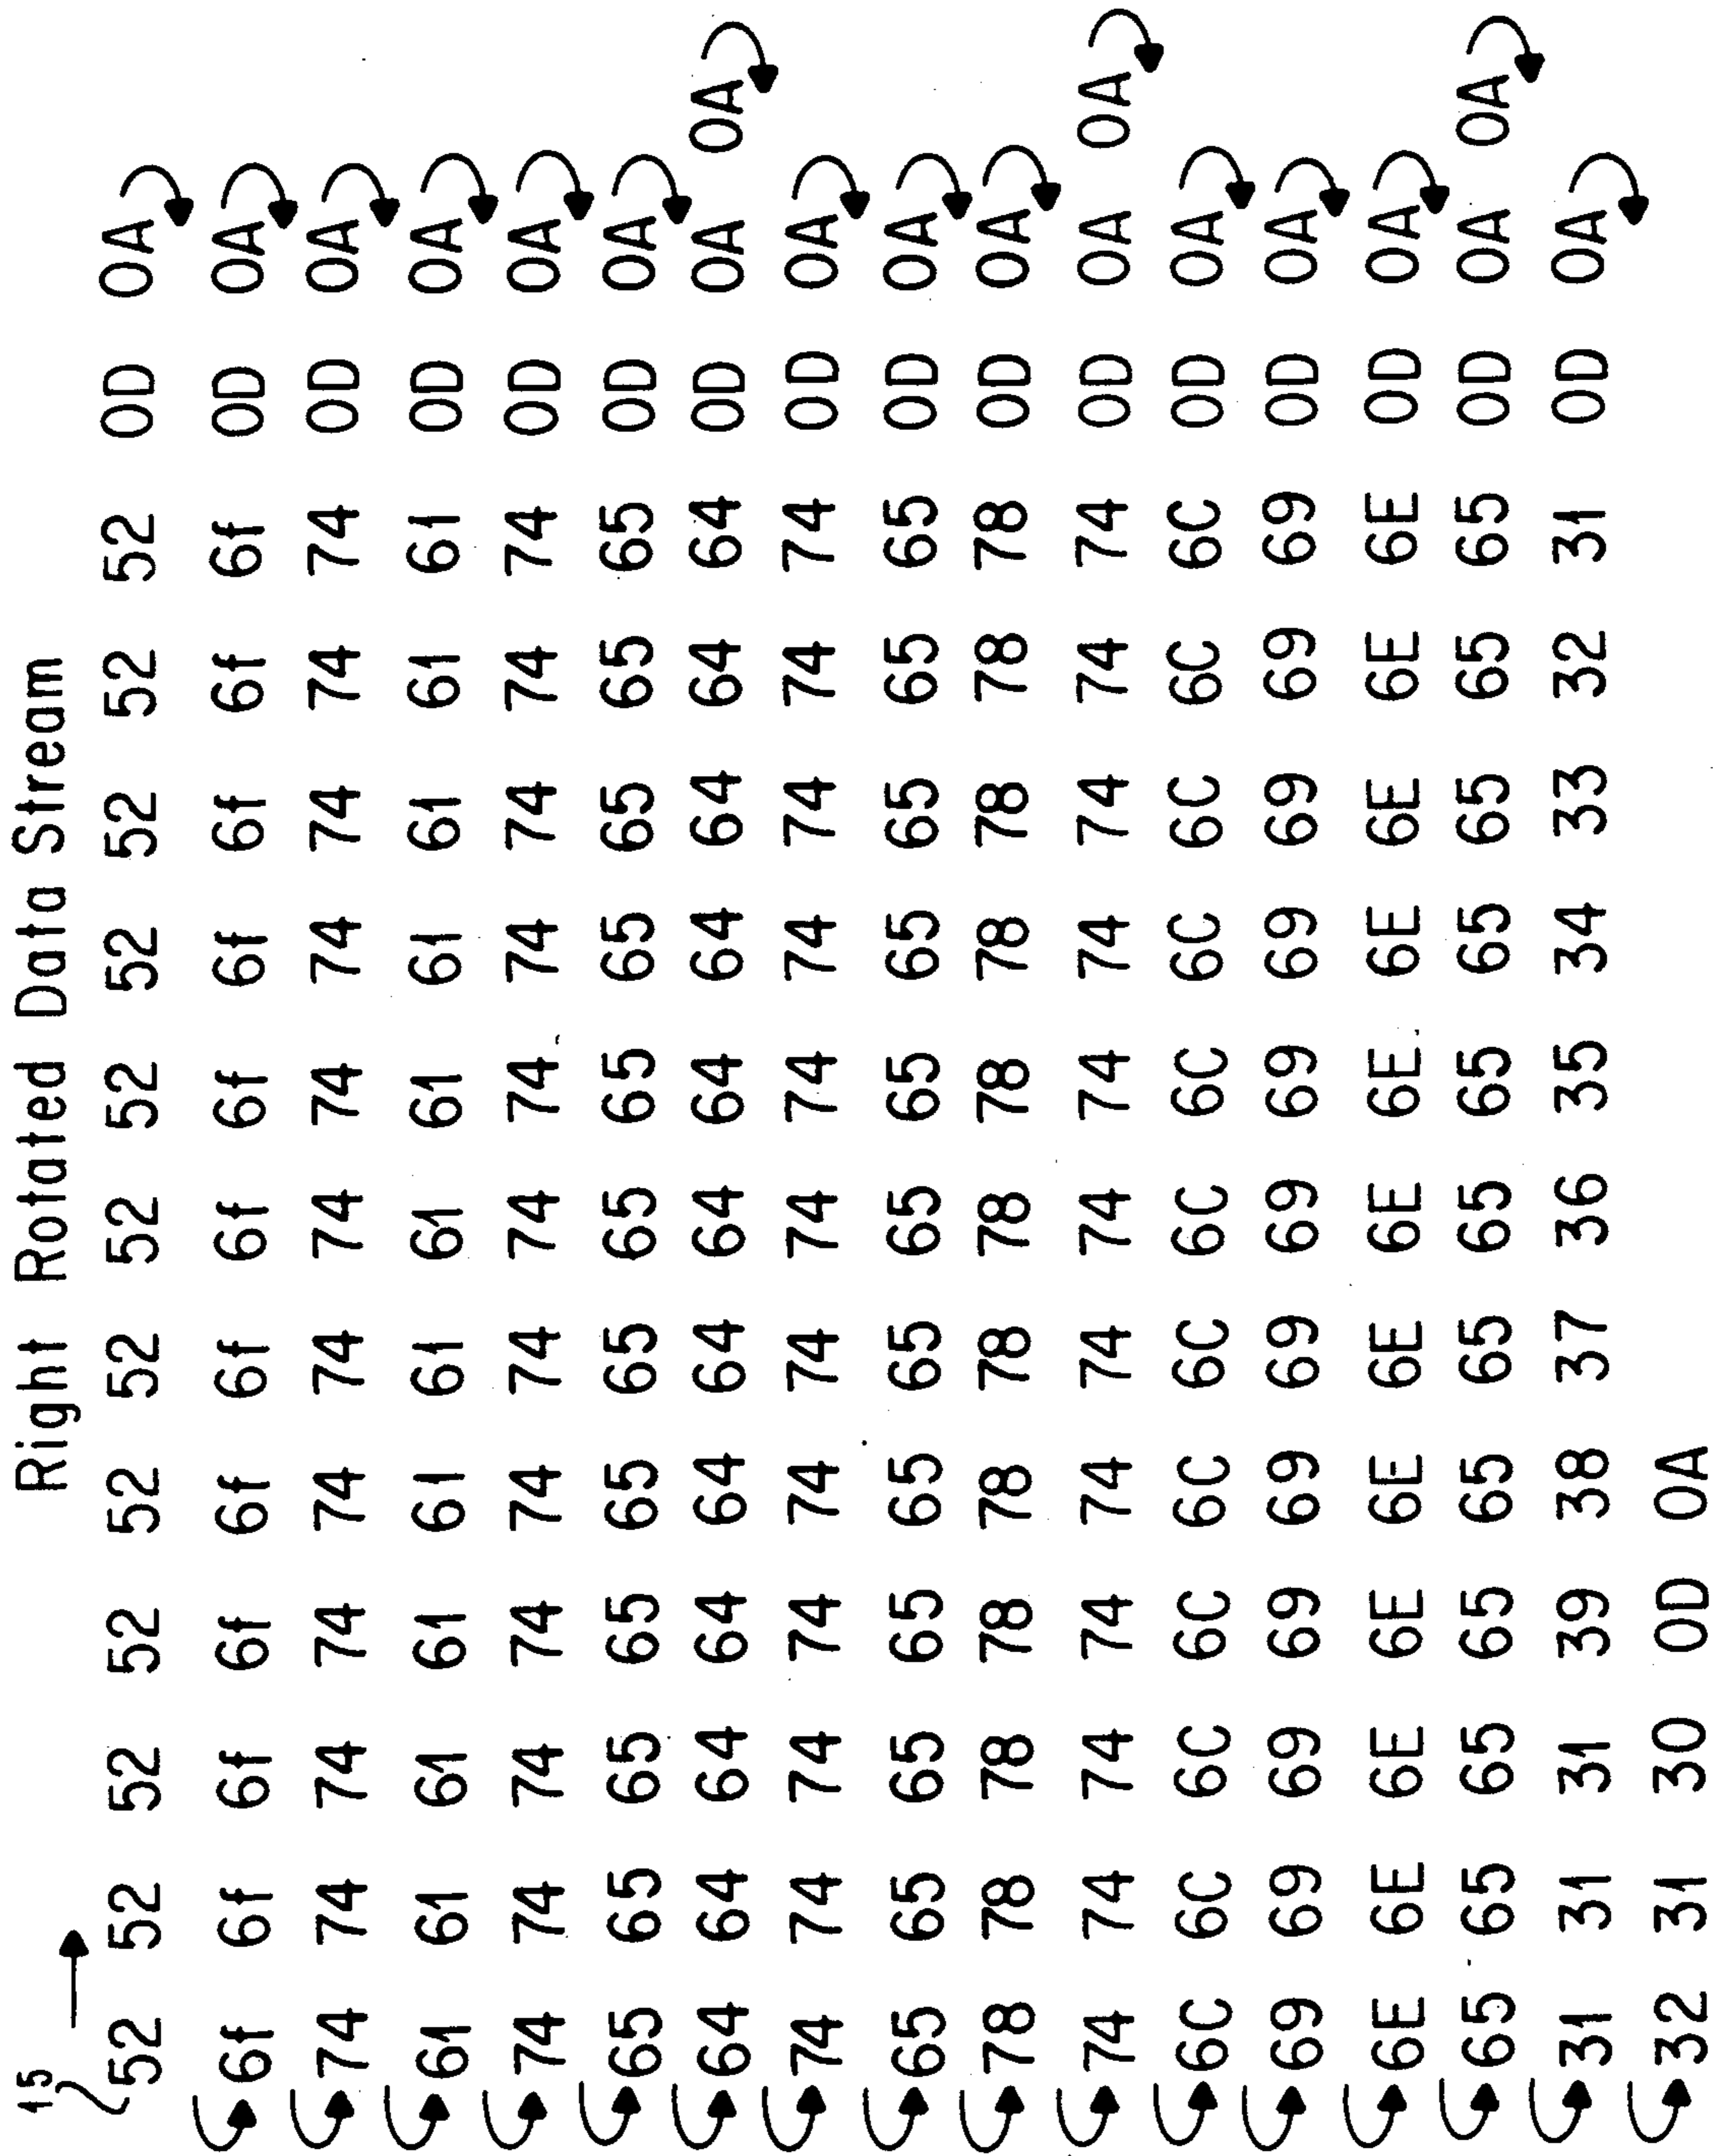 Right Rotated Data Stream
15
52 52 52 52 52 52 52 52 52 52 52 52 0D 0A
6f 6f 6f 6f 6f 6f 6f 6f 6f 6f 6f 6f 0D 0A
74 74 74 74 74 74 74 74 74 74 74 74 0D 0A
61 61 61 61 61 61 61 61 61 61 61 61 0D 0A
74 74 74 74 74 74 74 74 74 74 74 74 0D 0A
65 65 65 65 65 65 65 65 65 65 65 65 0D 0A
64 64 64 64 64 64 64 64 64 64 64 64 0D 0A 0A
74 74 74 74 74 74 74 74 74 74 74 74 0D 0A
65 65 65 65 65 65 65 65 65 65 65 65 0D 0A
78 78 78 78 78 78 78 78 78 78 78 78 0D 0A
74 74 74 74 74 74 74 74 74 74 74 74 0D 0A 0A
6C 6C 6C 6C 6C 6C 6C 6C 6C 6C 6C 6C 0D 0A
69 69 69 69 69 69 69 69 69 69 69 69 0D 0A
6E 6E 6E 6E 6E 6E 6E 6E 6E 6E 6E 6E 0D 0A
65 65 65 65 65 65 65 65 65 65 65 65 0D 0A 0A
31 31 31 39 38 37 36 35 34 33 32 31 0D 0A
32 31 30 0D 0A